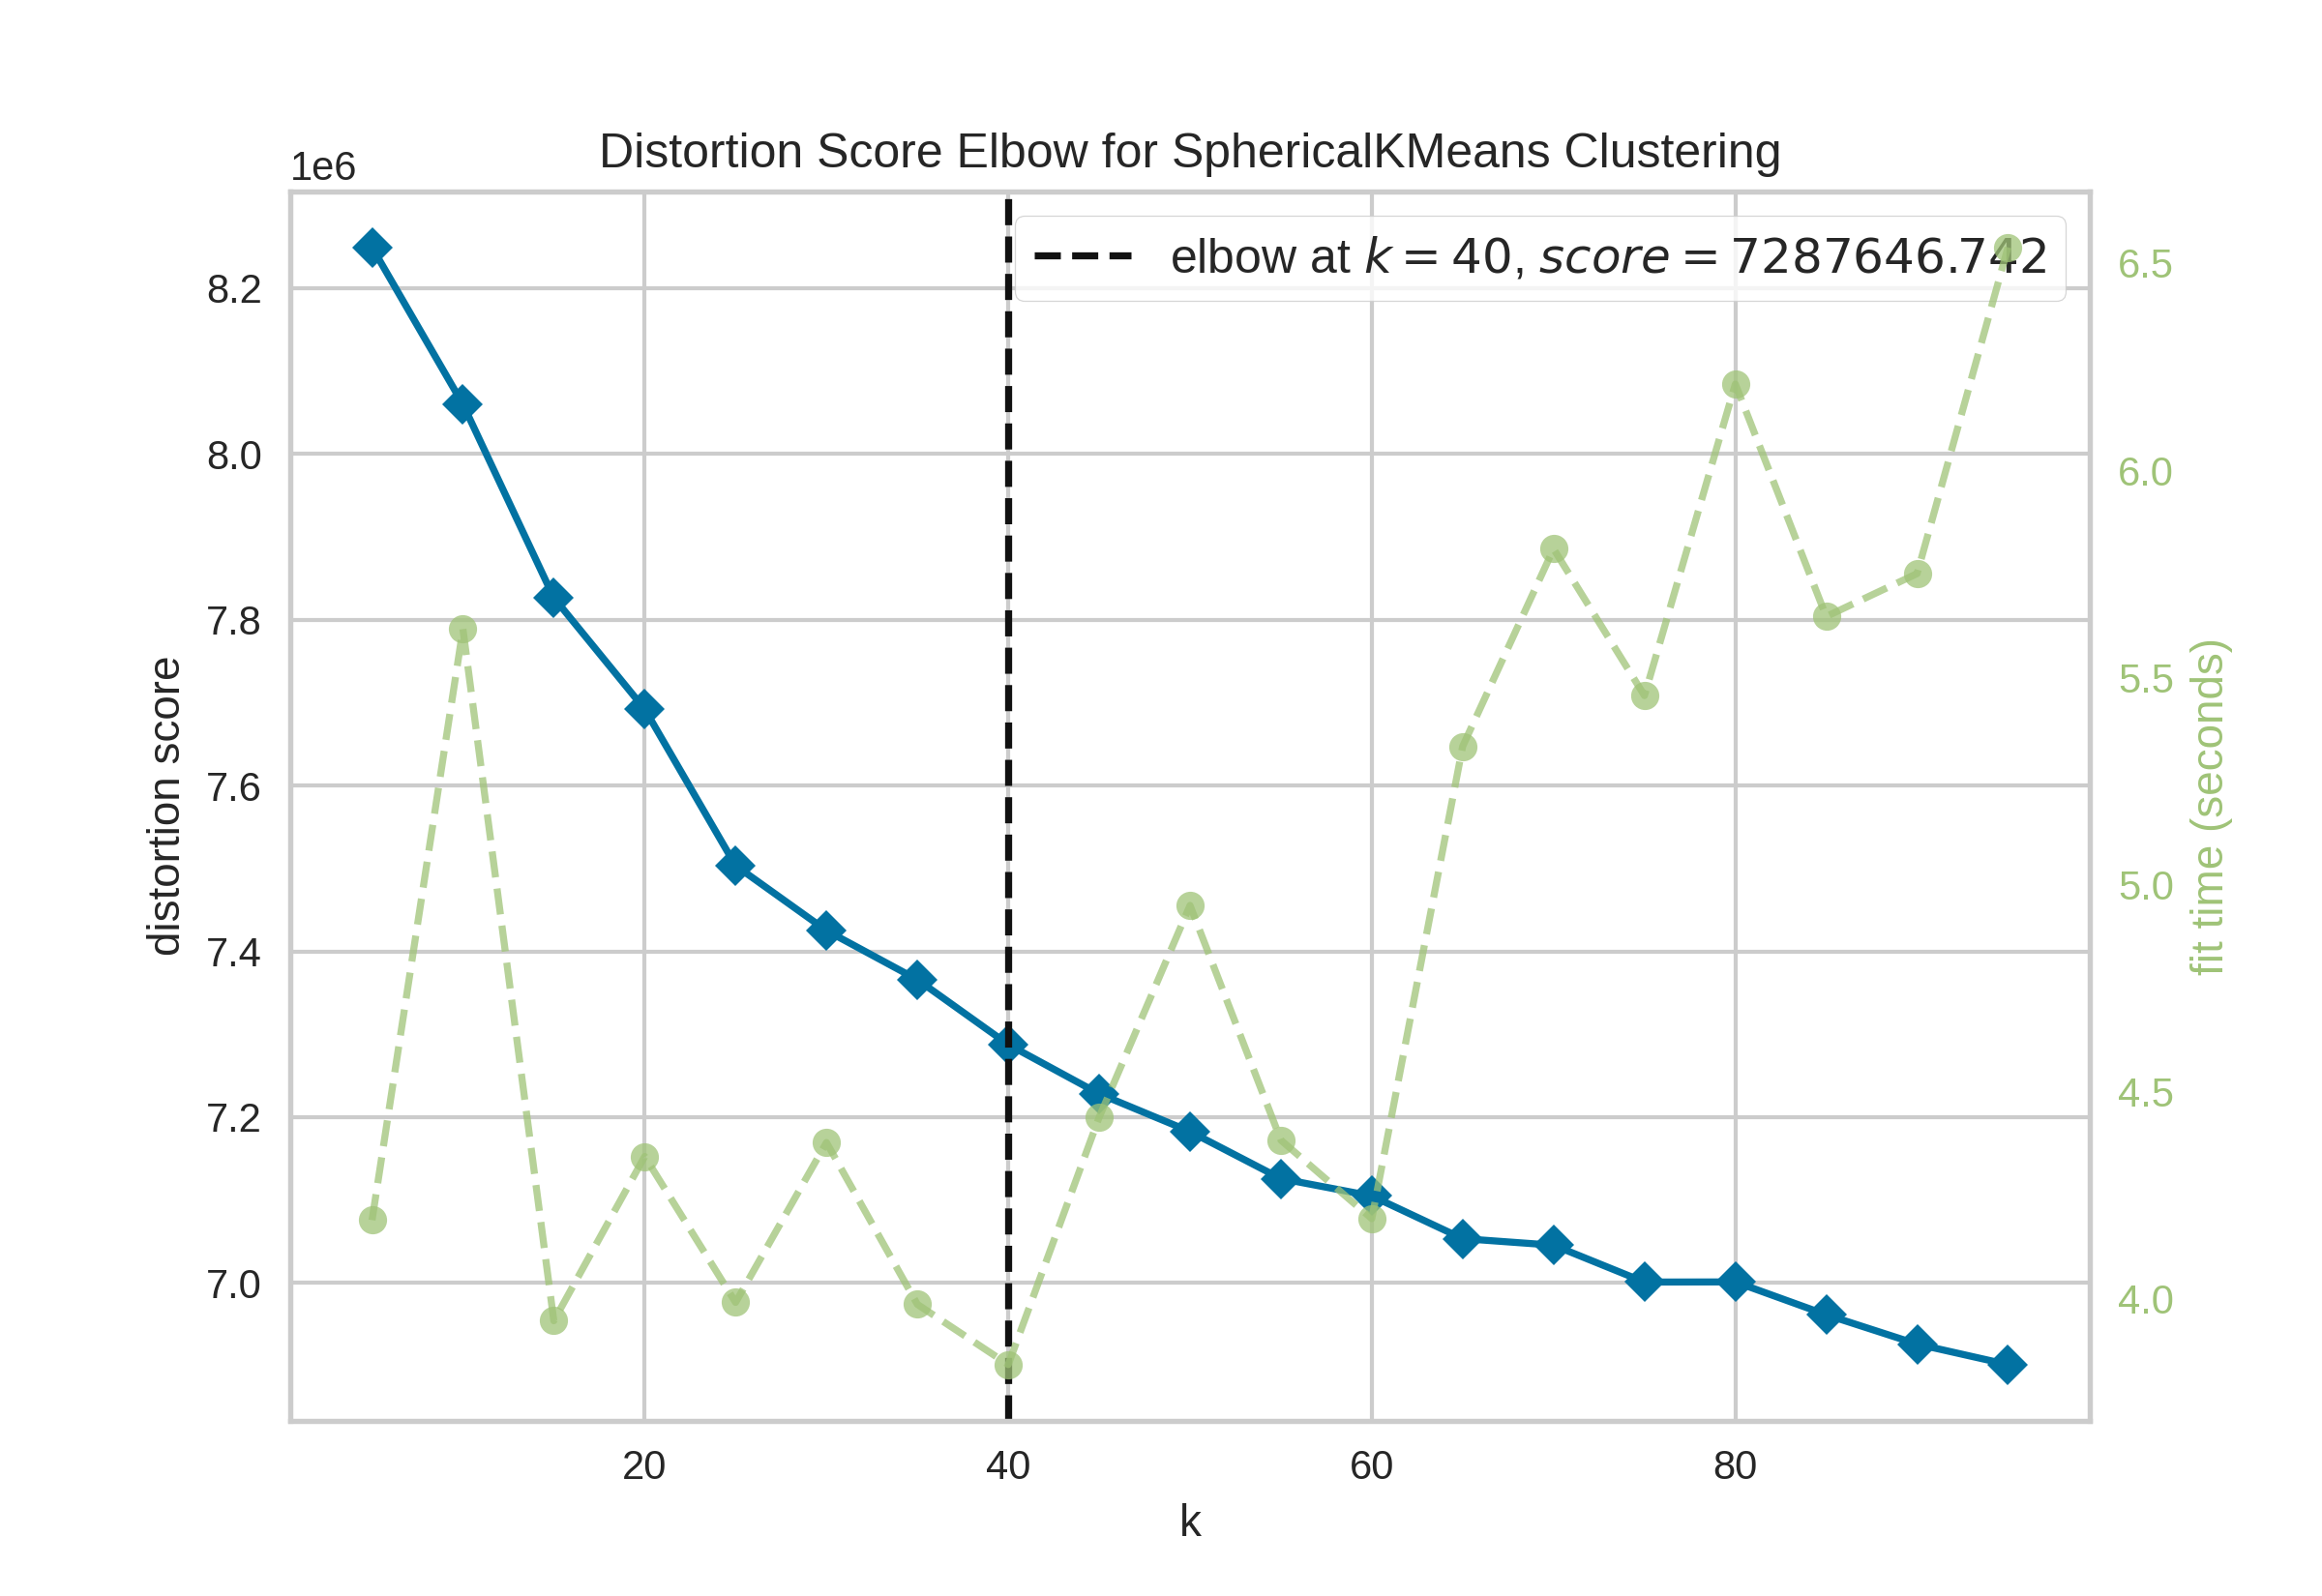 Distortion Score Elbow for SphericalKMeans Clustering
1e6
elbow at k = 40, score = 7287646.742
8.2
8.0
7.8
7.6
7.4
7.2
7.0
distortion score
6.5
6.0
5.5
5.0
4.5
4.0
fit time (seconds)
20 40 60 80
k